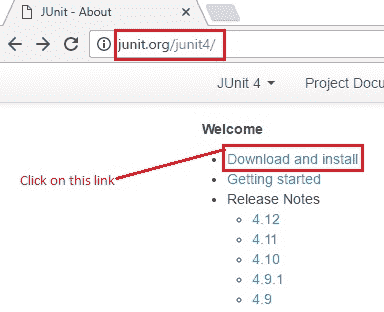 JUnit - About
junit.org/junit4/
JUnit 4
Project Docu
Welcome
Download and install
Click on this link
Getting started
Release Notes
4.12
4.11
4.10
4.9.1
4.9